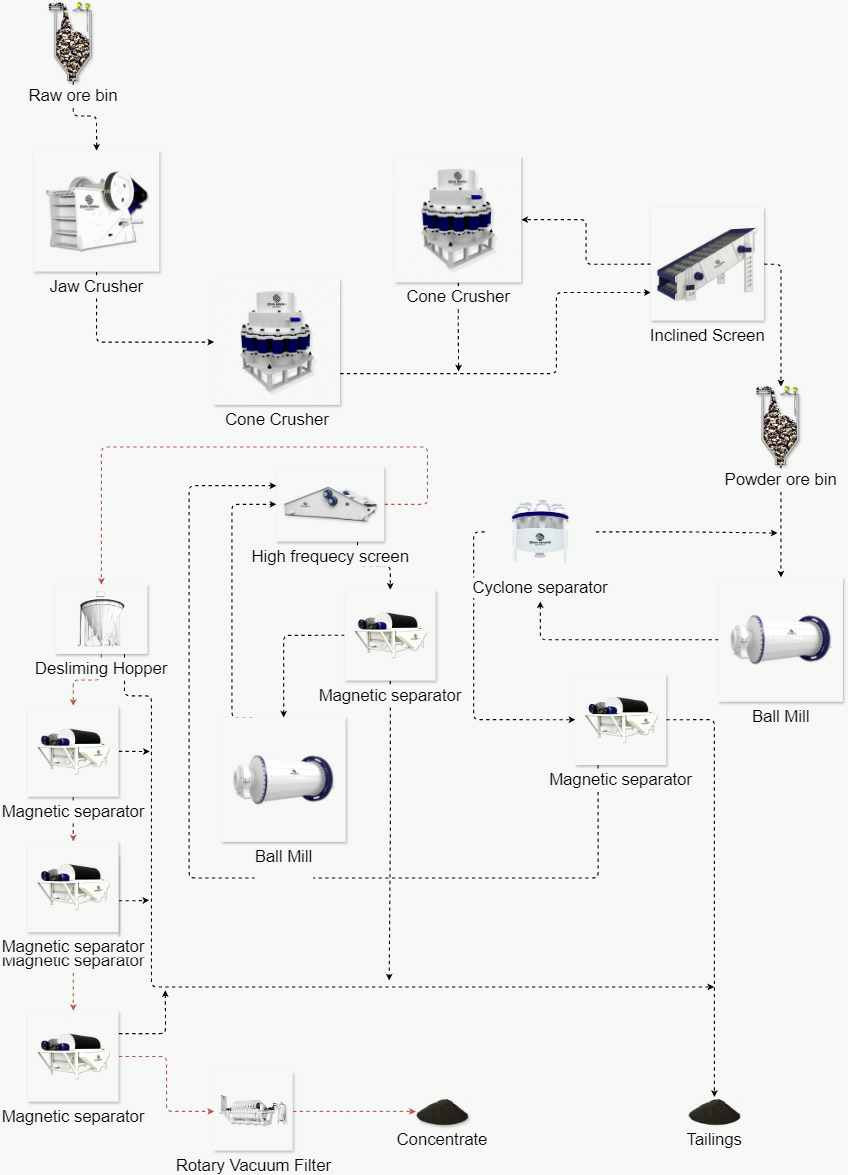 Raw ore bin
Jaw Crusher
Cone Crusher
Inclined Screen
Cone Crusher
Powder ore bin
High frequecy screen
Cyclone separator
Desliming Hopper
Magnetic separator
Ball Mill
Magnetic separator
Magnetic separator
Ball Mill
Magnetic separator
Magnetic separator
Magnetic separator
Concentrate
Tailings
Rotary Vacuum Filter